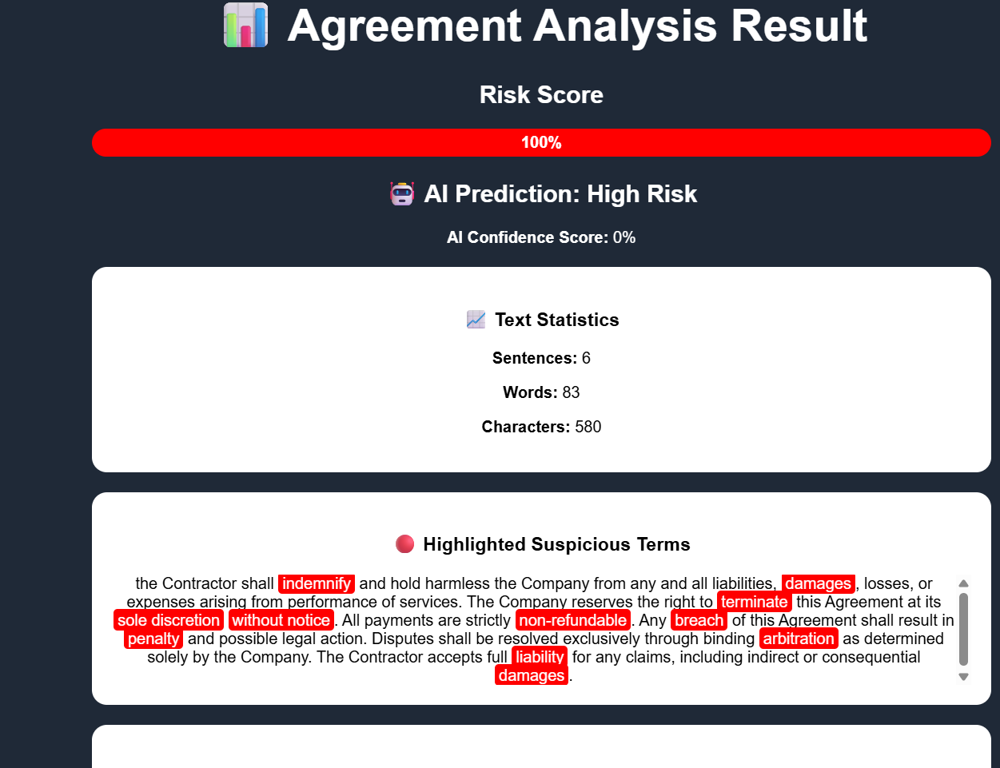 Agreement Analysis Result
Risk Score
100%
AI Prediction: High Risk
AI Confidence Score: 0%
Text Statistics
Sentences: 6
Words: 83
Characters: 580
Highlighted Suspicious Terms
the Contractor shall indemnify and hold harmless the Company from any and all liabilities, damages, losses, or
expenses arising from performance of services. The Company reserves the right to terminate this Agreement at its
sole discretion without notice. All payments are strictly non-refundable. Any breach of this Agreement shall result in
penalty and possible legal action. Disputes shall be resolved exclusively through binding arbitration as determined
solely by the Company. The Contractor accepts full liability for any claims, including indirect or consequential
damages.